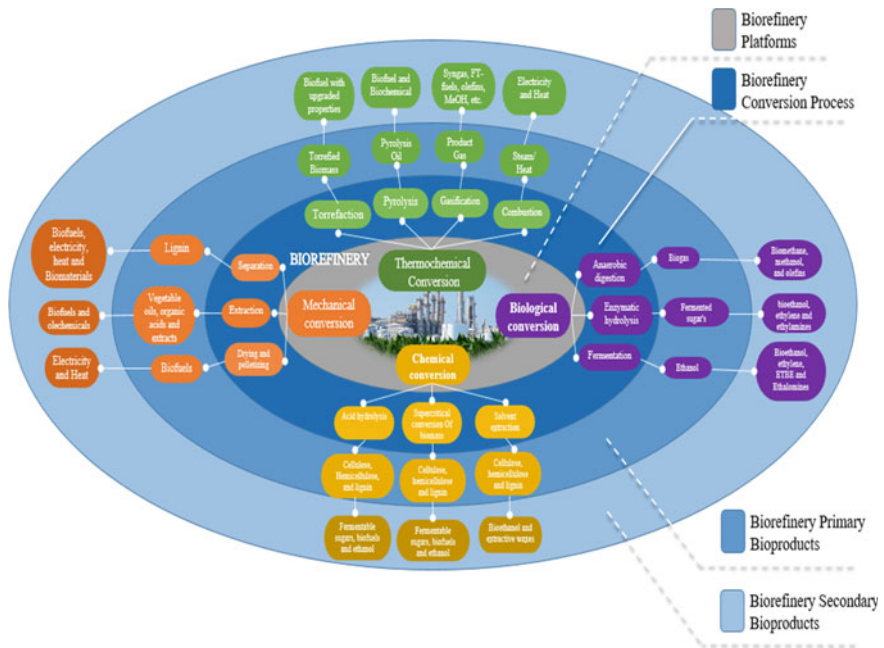 Biorefinery
Platforms
Biorefinery
Conversion Process
Biofuel with
upgraded
properties
Biofuel and
Biochemical
Syngas, FT-
fuels, olefins,
MeOH, etc.
Electricity
and Heat
Torrefied
Biomass
Pyrolysis
Oil
Product
Gas
Steam/
Heat
Torrefaction
Pyrolysis
Gasification
Combustion
BIOREFINERY
Thermochemical
Conversion
Biofuels,
electricity,
heat and
Biomaterials
Lignin
Separation
Biofuels and
oleochemicals
Vegetable
oils, organic
acids and
extracts
Extraction
Mechanical
conversion
Electricity
and Heat
Biofuels
Drying and
pelletizing
Biological
conversion
Anaerobic
digestion
Biogas
Biomethane,
methanol,
and olefins
Enzymatic
hydrolysis
Fermented
sugar's
bioethanol,
ethylene and
ethylamines
Fermentation
Ethanol
Bioethanol,
ethylene,
ETBE and
Chemical
conversion
Acid hydrolysis
Supercritical
conversion Of
biomass
Solvent
extraction
Cellulose,
Hemicellulose,
and lignin
Cellulose,
hemicellulose
and lignin
Cellulose,
hemicellulose
and lignin
Fermentable
sugars, biofuels
and ethanol
Fermentable
sugars, biofuels
and ethanol
Bioethanol and
extractive waxes
Biorefinery Primary
Bioproducts
Biorefinery Secondary
Bioproducts